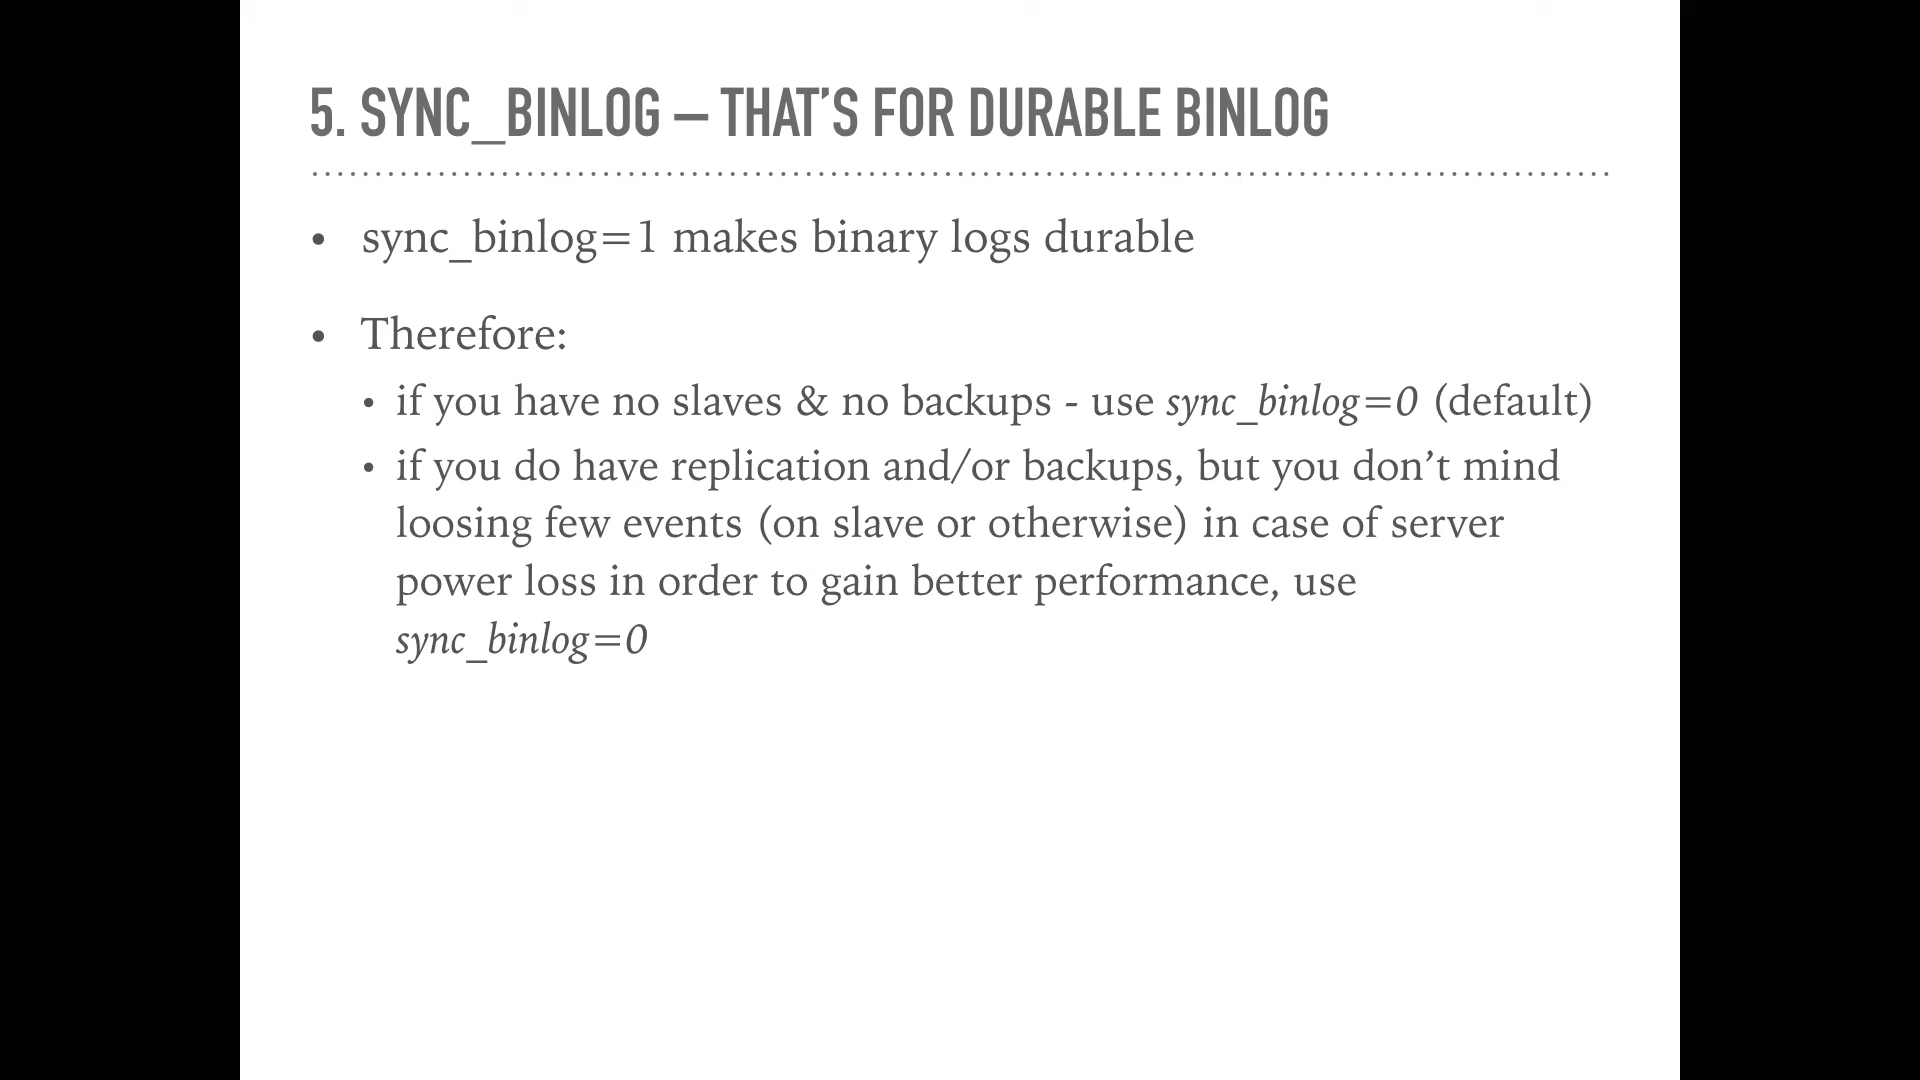 5. SYNC_BINLOG – THAT’S FOR DURABLE BINLOG
• sync_binlog=1 makes binary logs durable
• Therefore:
• if you have no slaves & no backups - use sync_binlog=0 (default)
• if you do have replication and/or backups, but you don’t mind
loosing few events (on slave or otherwise) in case of server
power loss in order to gain better performance, use
sync_binlog=0